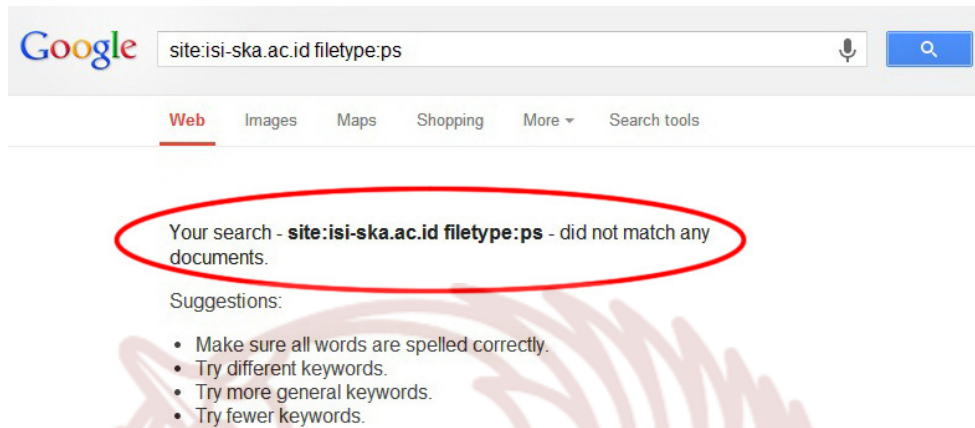 Google site:isi-ska.ac.id filetype:ps
Web Images Maps Shopping More Search tools
Your search - site:isi-ska.ac.id filetype:ps - did not match any
documents.
Suggestions:
• Make sure all words are spelled correctly.
• Try different keywords.
• Try more general keywords.
• Try fewer keywords.